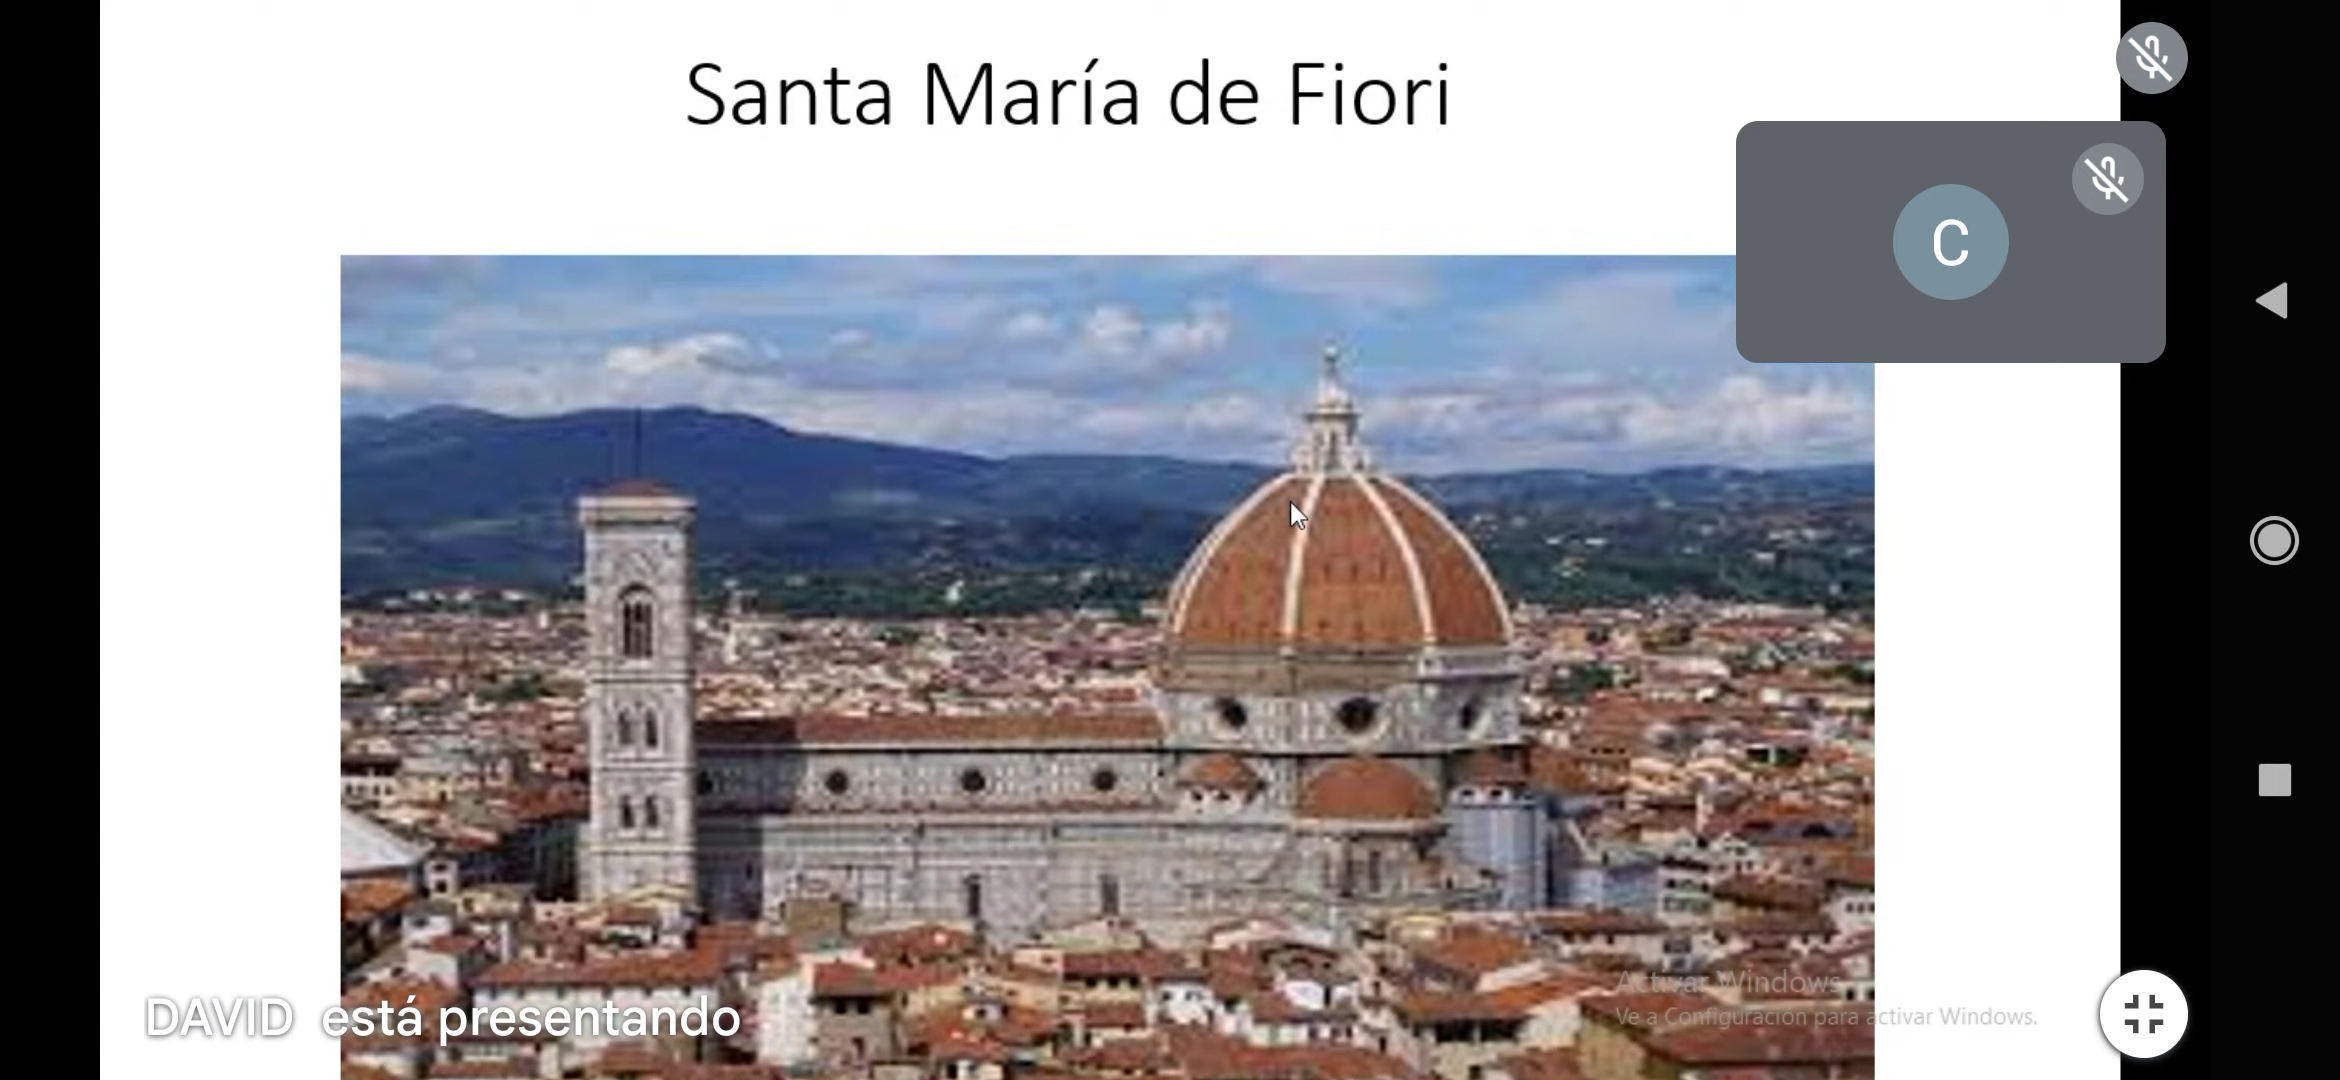 Santa María de Fiori
C
Activar Windows
Ve a Configuración para activar Windows.
DAVID está presentando